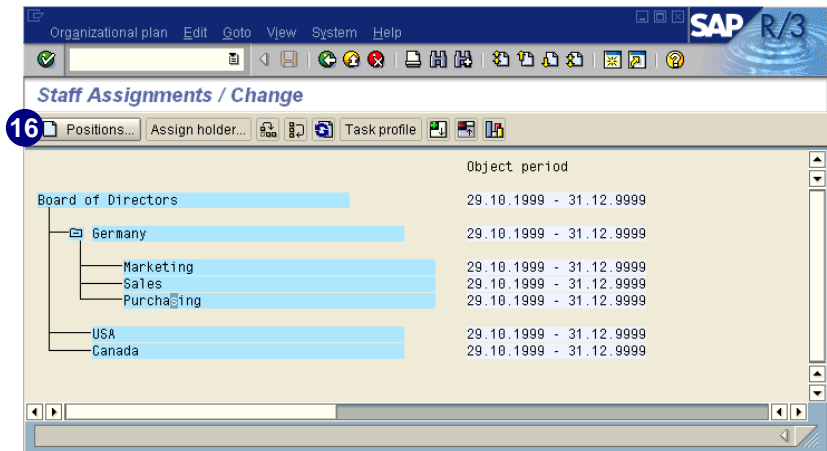 Organizational plan Edit Goto View System Help
SAP R/3
Staff Assignments / Change
16 Positions... Assign holder... Task profile
Object period
Board of Directors 29.10.1999 - 31.12.9999
Germany 29.10.1999 - 31.12.9999
Marketing 29.10.1999 - 31.12.9999
Sales 29.10.1999 - 31.12.9999
Purchasing 29.10.1999 - 31.12.9999
USA 29.10.1999 - 31.12.9999
Canada 29.10.1999 - 31.12.9999